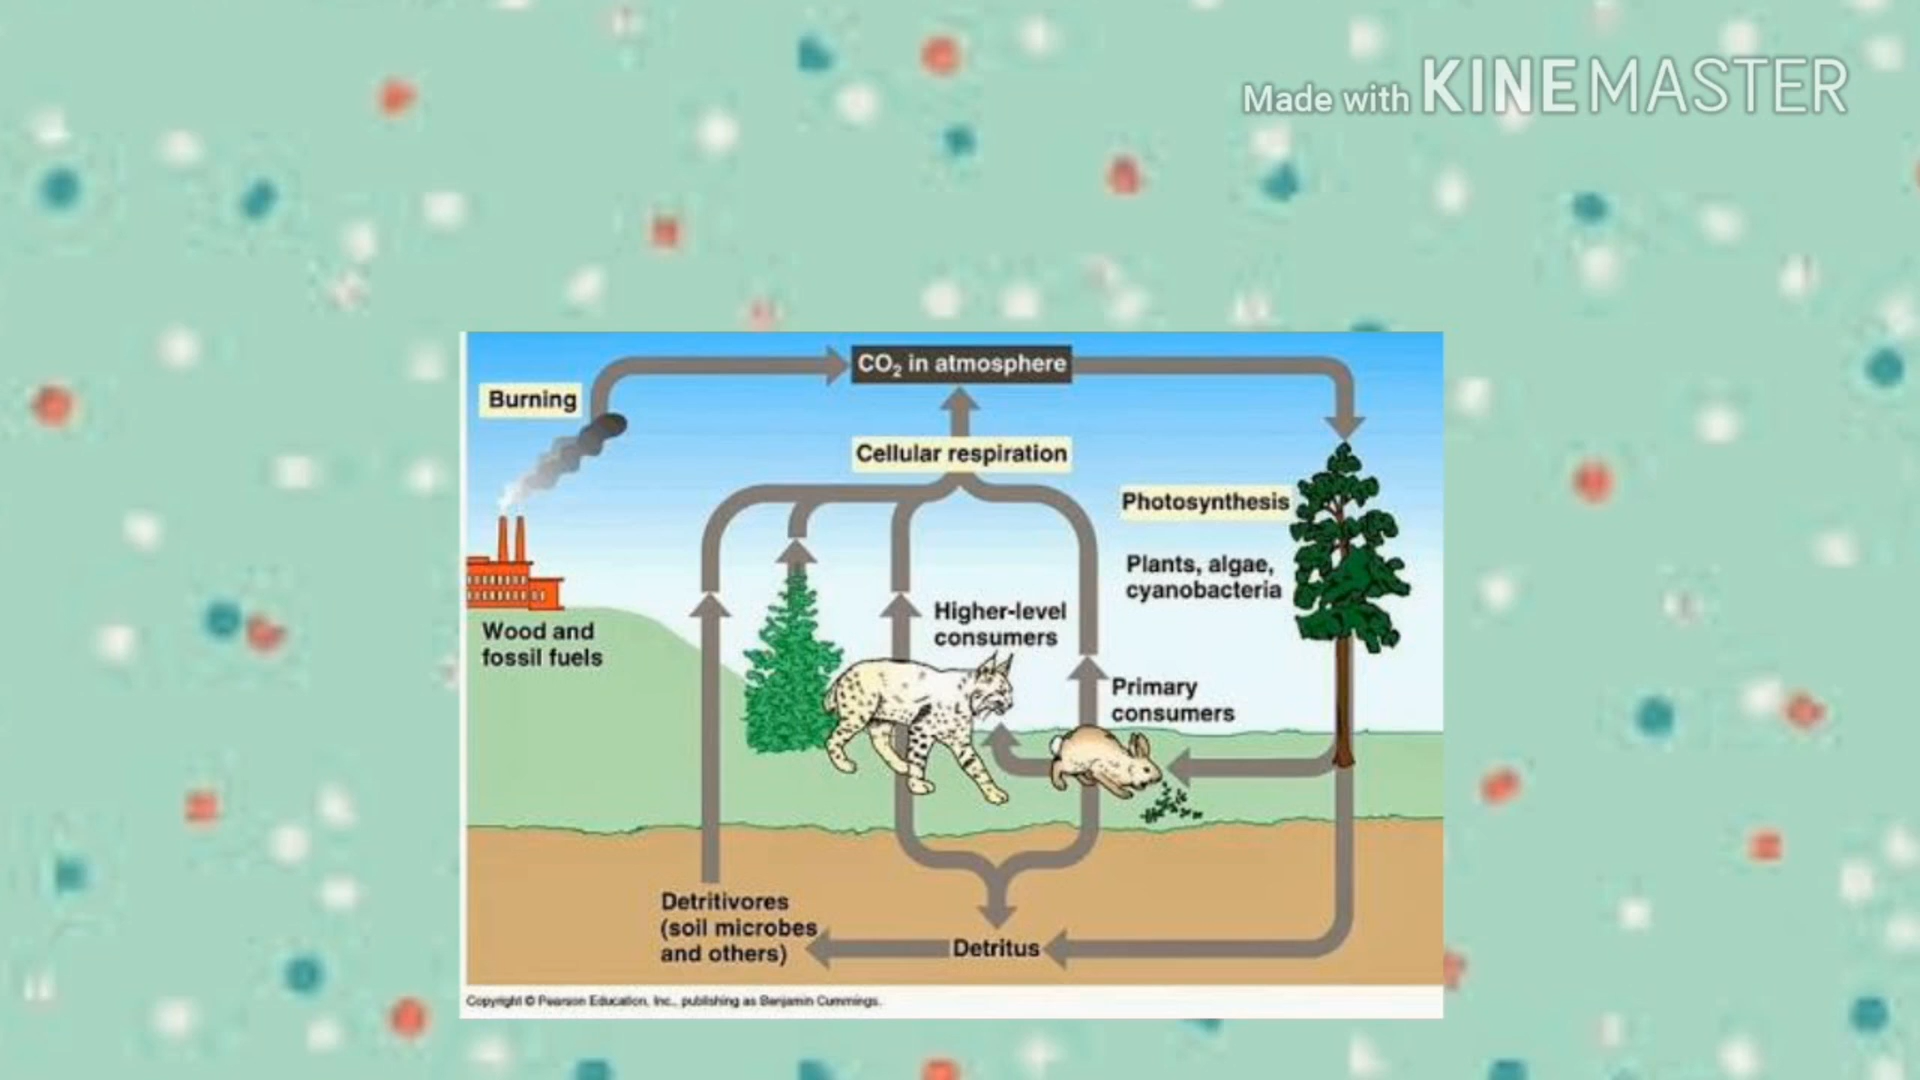 Made with KINEMASTER
CO₂ in atmosphere
Burning
Cellular respiration
Photosynthesis
Plants, algae,
cyanobacteria
Higher-level
consumers
Wood and
fossil fuels
Primary
consumers
Detritivores
(soil microbes
and others)
Detritus
Copyright © Pearson Education, Inc., publishing as Benjamin Cummings.